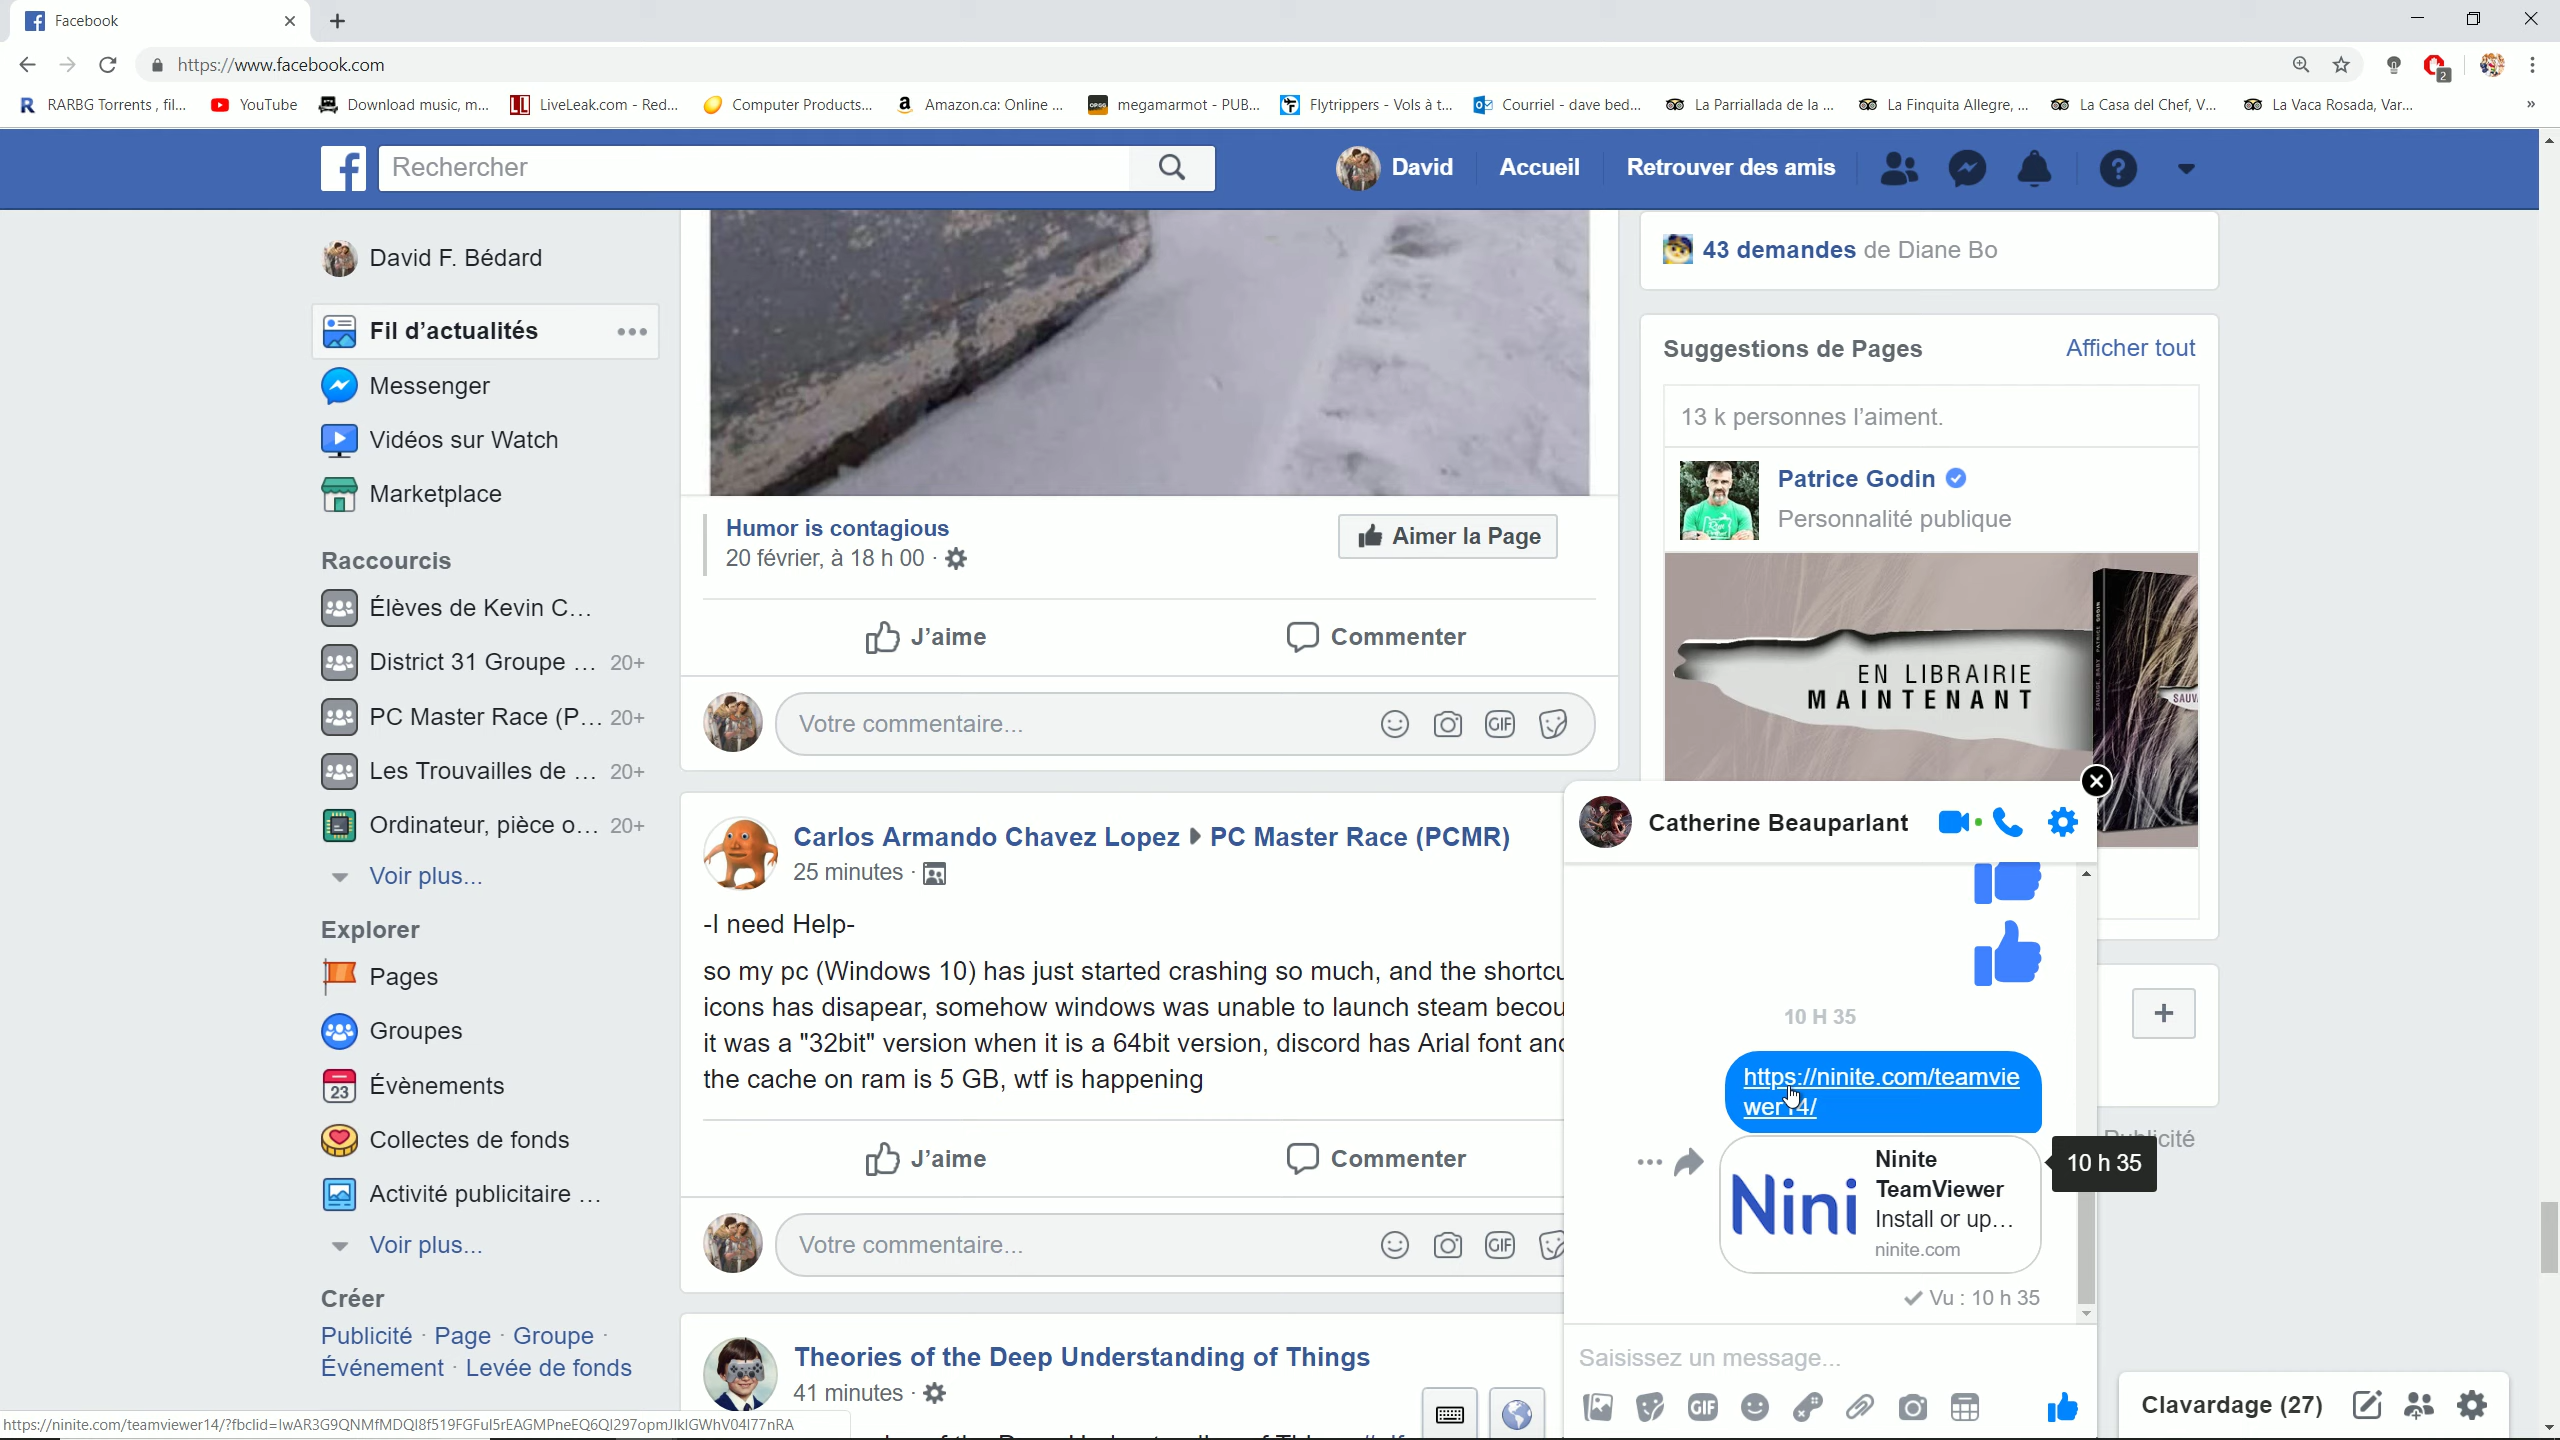 Facebook
https://www.facebook.com
2
RARBG Torrents , fil...
YouTube
Download music, m...
LiveLeak.com - Red...
Computer Products...
Amazon.ca: Online ...
megamarmot - PUB...
Flytrippers - Vols à t...
Courriel - dave bed...
La Parriallada de la ...
La Finquita Allegre, ...
La Casa del Chef, V...
La Vaca Rosada, Var...
»
Rechercher
David
Accueil
Retrouver des amis
David F. Bédard
Fil d'actualités
Messenger
Vidéos sur Watch
Marketplace
Raccourcis
Élèves de Kevin C...
District 31 Groupe ... 20+
PC Master Race (P... 20+
Les Trouvailles de ... 20+
Ordinateur, pièce o... 20+
Voir plus...
Explorer
Pages
Groupes
23 Évènements
Collectes de fonds
Activité publicitaire ...
Voir plus...
Créer
Publicité · Page · Groupe ·
Événement · Levée de fonds
Humor is contagious
20 février, à 18 h 00 ·
Aimer la Page
J'aime
Commenter
Votre commentaire...
GIF
Carlos Armando Chavez Lopez PC Master Race (PCMR)
25 minutes ·
-I need Help-
so my pc (Windows 10) has just started crashing so much, and the shortcu
icons has disapear, somehow windows was unable to launch steam becou
it was a "32bit" version when it is a 64bit version, discord has Arial font and
the cache on ram is 5 GB, wtf is happening
J'aime
Commenter
Votre commentaire...
GIF
Theories of the Deep Understanding of Things
41 minutes ·
43 demandes de Diane Bo
Suggestions de Pages
Afficher tout
13 k personnes l'aiment.
Patrice Godin
Personnalité publique
EN LIBRAIRIE
MAINTENANT
SAUV
Catherine Beauparlant
10 H 35
https://ninite.com/teamvie
wer14/
Nini
Ninite
TeamViewer
Install or up...
ninite.com
10 h 35
Vu : 10 h 35
Saisissez un message...
GIF
Publicité
Clavardage (27)